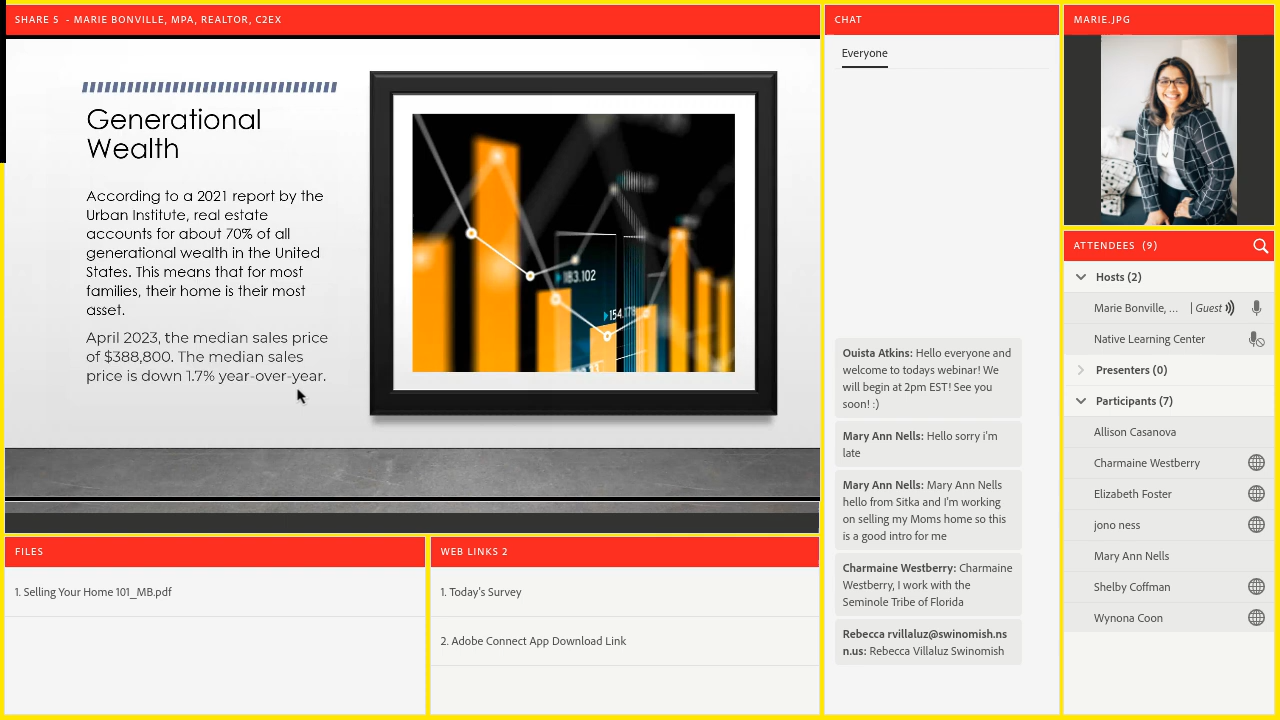 SHARE 5 - MARIE BONVILLE, MPA, REALTOR, C2EX
Generational
Wealth
According to a 2021 report by the
Urban Institute, real estate
accounts for about 70% of all
generational wealth in the United
States. This means that for most
families, their home is their most
asset.
April 2023, the median sales price
of $388,800. The median sales
price is down 1.7% year-over-year.
183.102
154.178
FILES
1. Selling Your Home 101_MB.pdf
WEB LINKS 2
1. Today's Survey
2. Adobe Connect App Download Link
CHAT
Everyone
Ouista Atkins: Hello everyone and
welcome to todays webinar! We
will begin at 2pm EST! See you
soon! :)
Mary Ann Nells: Hello sorry i'm
late
Mary Ann Nells: Mary Ann Nells
hello from Sitka and I'm working
on selling my Moms home so this
is a good intro for me
Charmaine Westberry: Charmaine
Westberry, I work with the
Seminole Tribe of Florida
Rebecca rvillaluz@swinomish.ns
n.us: Rebecca Villaluz Swinomish
MARIE.JPG
ATTENDEES (9)
Hosts (2)
Marie Bonville, ... | Guest
Native Learning Center
Presenters (0)
Participants (7)
Allison Casanova
Charmaine Westberry
Elizabeth Foster
jono ness
Mary Ann Nells
Shelby Coffman
Wynona Coon